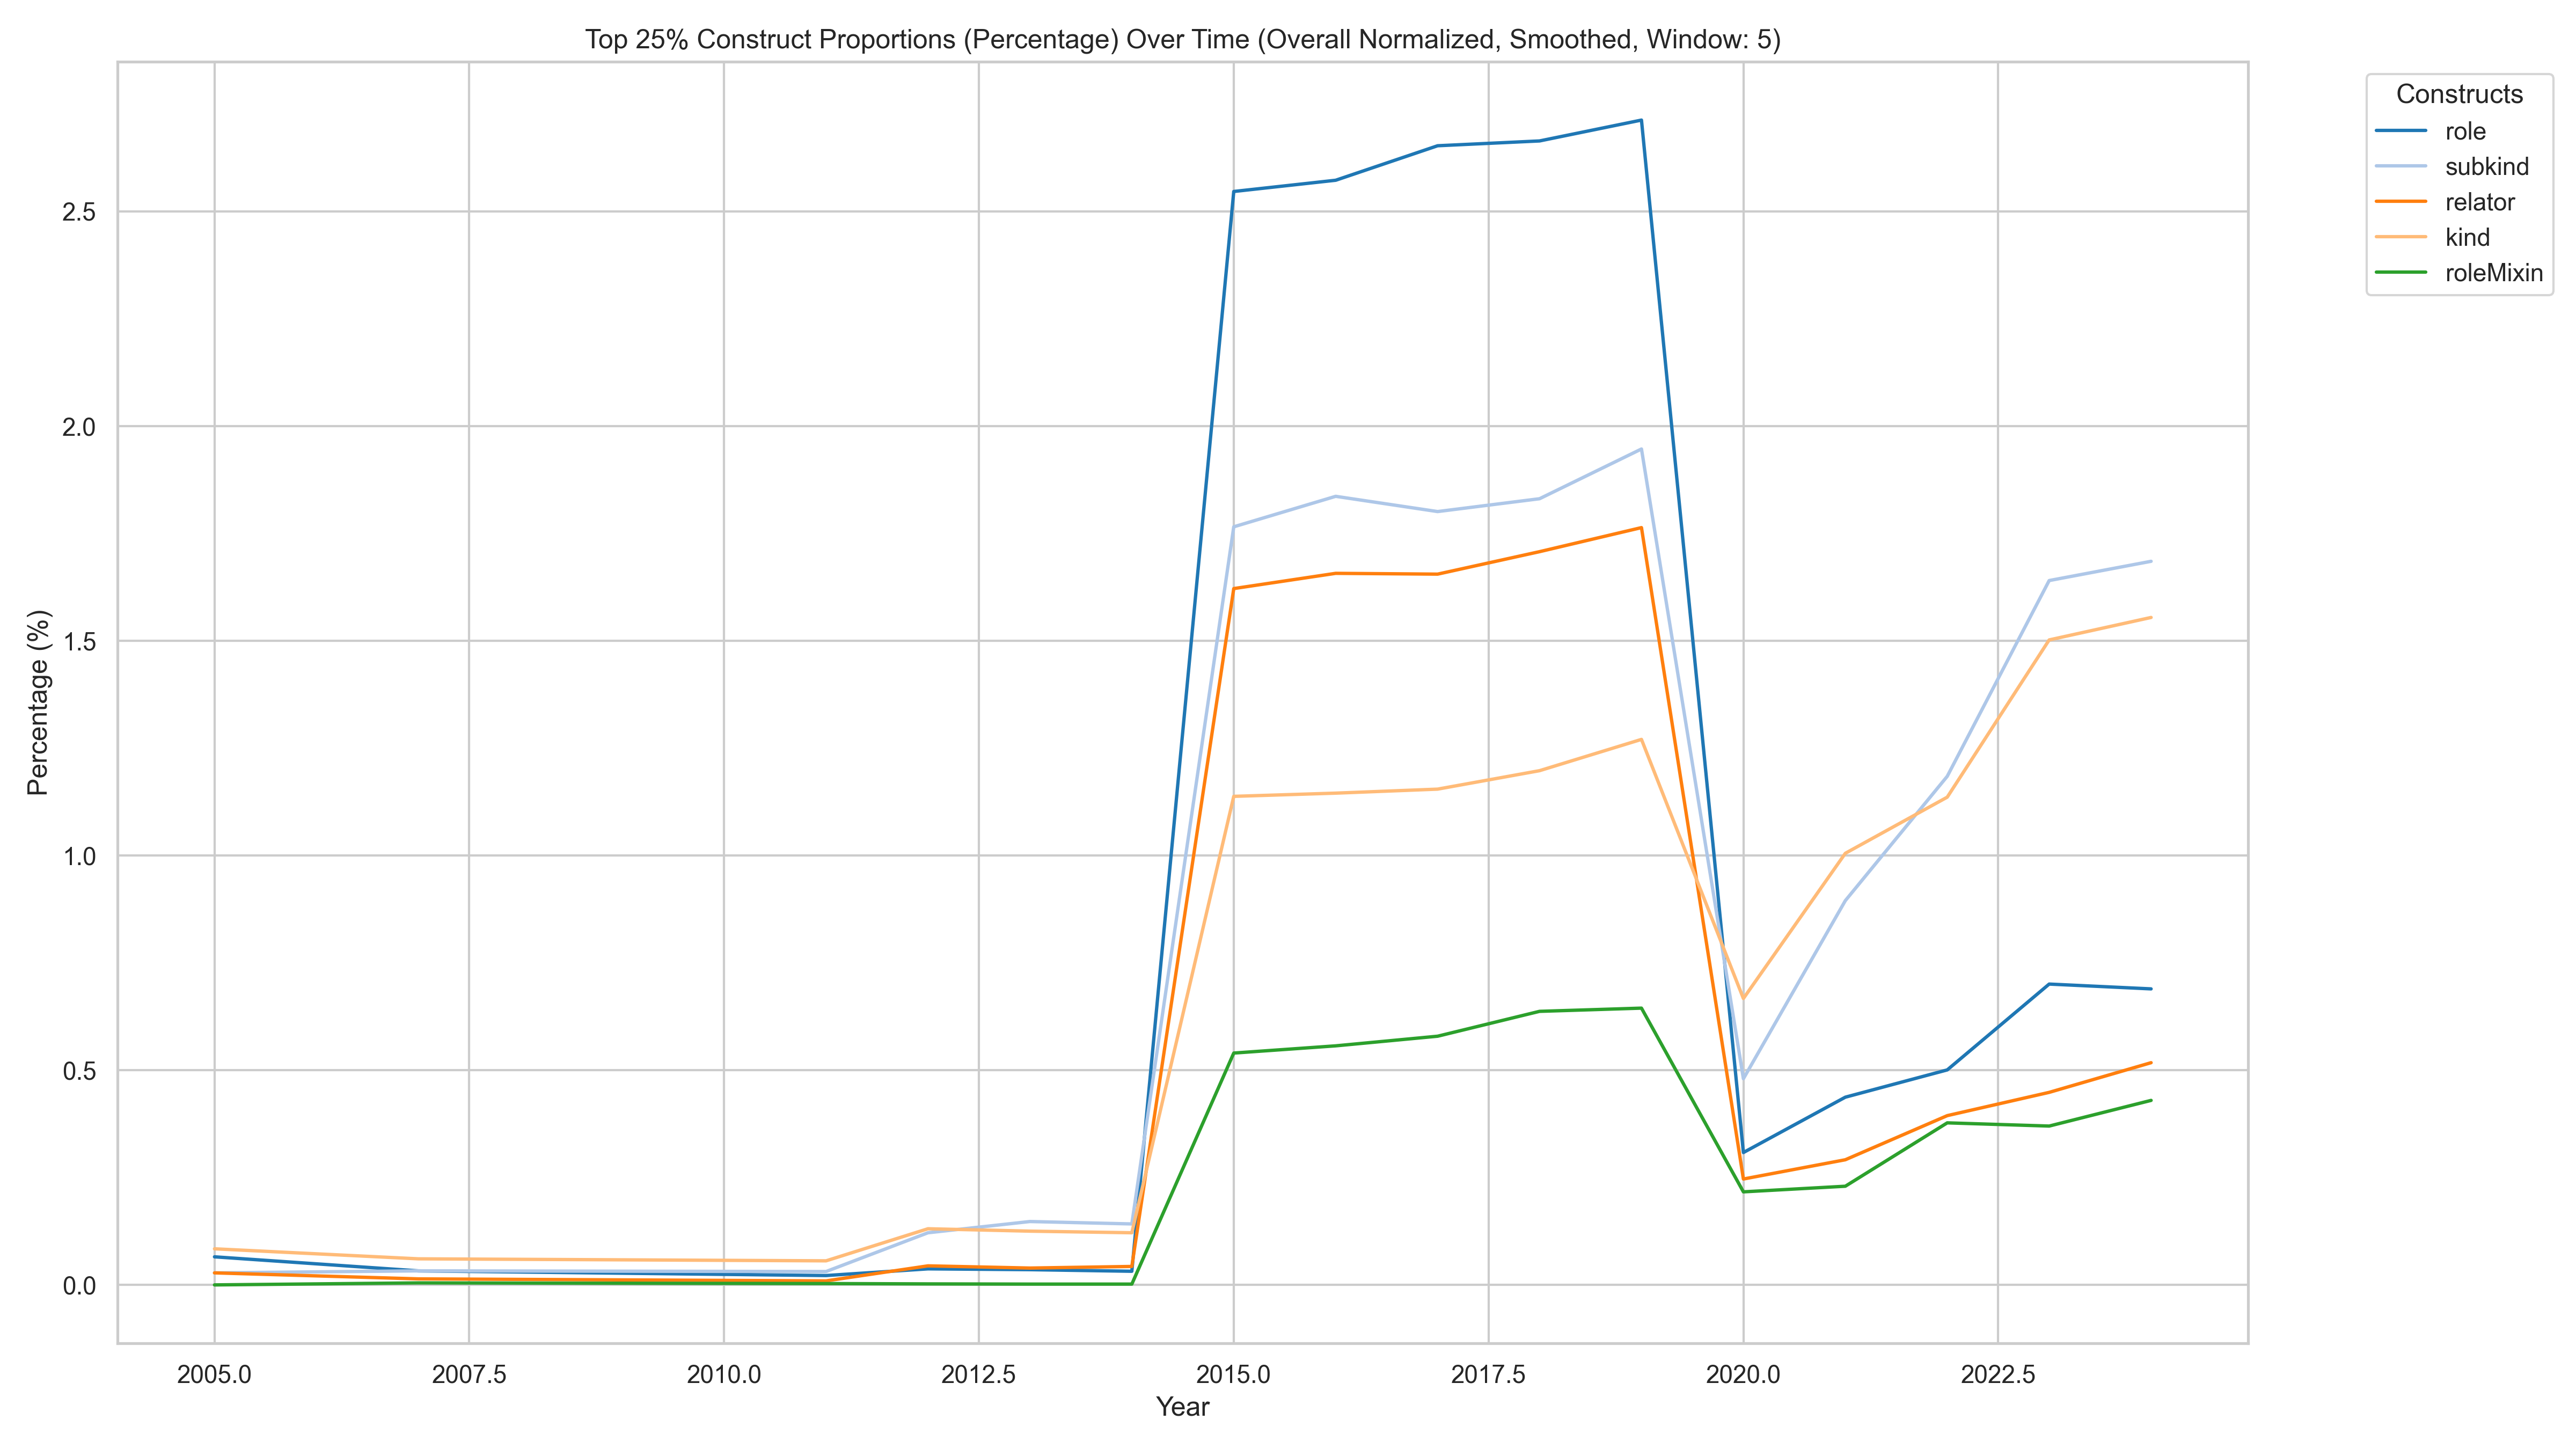 Top 25% Construct Proportions (Percentage) Over Time (Overall Normalized, Smoothed, Window: 5)
Constructs
role
subkind
relator
kind
roleMixin
Percentage (%)
2.5
2.0
1.5
1.0
0.5
0.0
2005.0 2007.5 2010.0 2012.5 2015.0 2017.5 2020.0 2022.5
Year